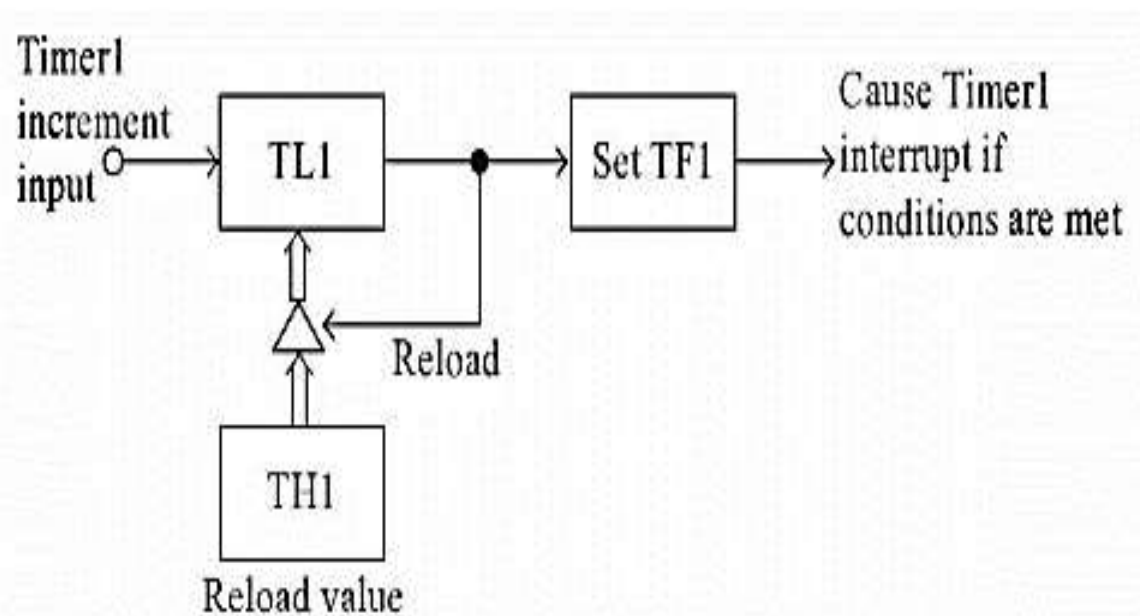 Timer1
increment
input
TL1
Set TF1
Cause Timer1
interrupt if
conditions are met
Reload
TH1
Reload value